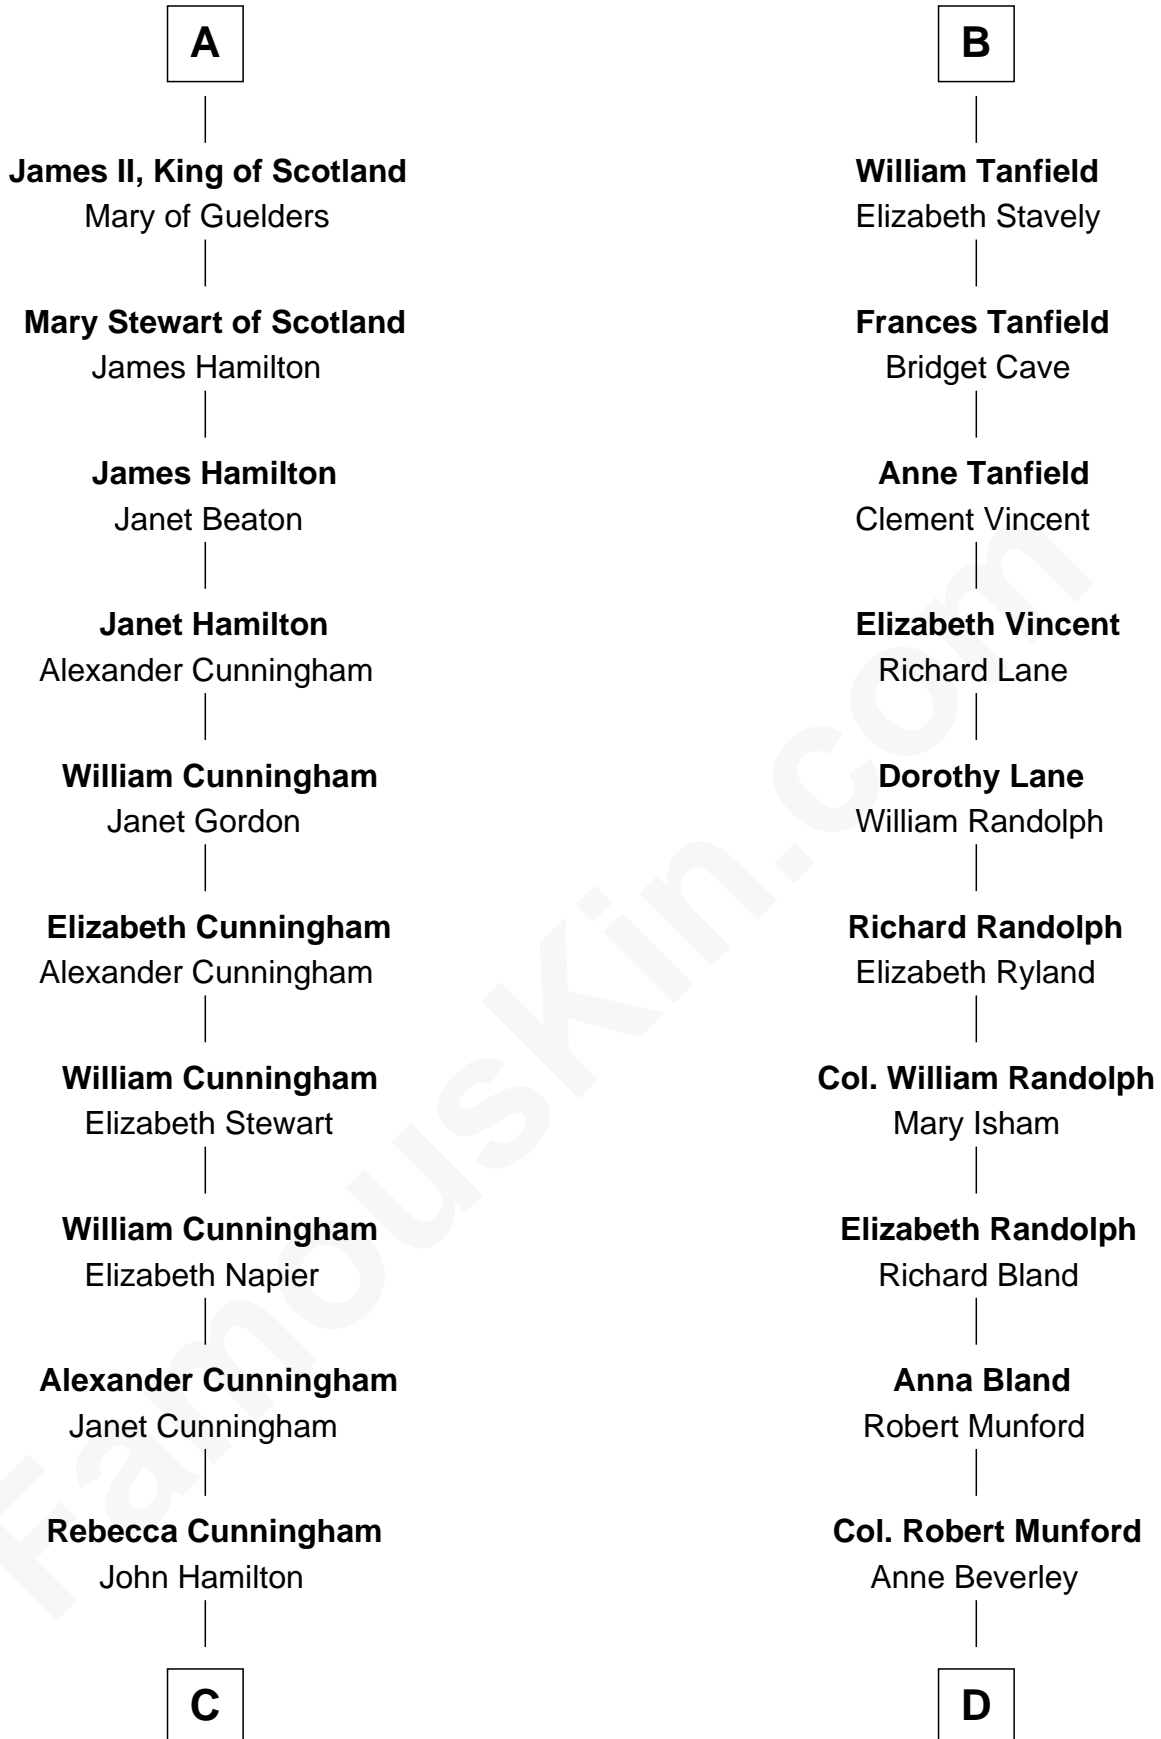 A
James II, King of Scotland
Mary of Guelders
Mary Stewart of Scotland
James Hamilton
James Hamilton
Janet Beaton
Janet Hamilton
Alexander Cunningham
William Cunningham
Janet Gordon
Elizabeth Cunningham
Alexander Cunningham
William Cunningham
Elizabeth Stewart
William Cunningham
Elizabeth Napier
Alexander Cunningham
Janet Cunningham
Rebecca Cunningham
John Hamilton
C
B
William Tanfield
Elizabeth Stavely
Frances Tanfield
Bridget Cave
Anne Tanfield
Clement Vincent
Elizabeth Vincent
Richard Lane
Dorothy Lane
William Randolph
Richard Randolph
Elizabeth Ryland
Col. William Randolph
Mary Isham
Elizabeth Randolph
Richard Bland
Anna Bland
Robert Munford
Col. Robert Munford
Anne Beverley
D
FamousKin.com